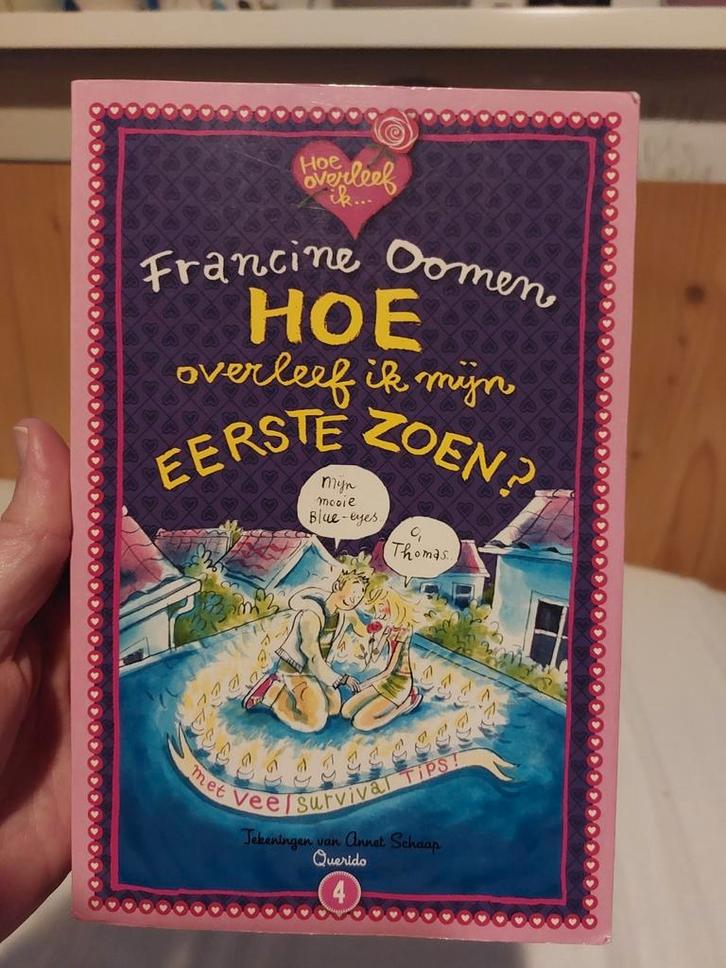 Hoe
overleef
ik...
Francine Oomen
HOE
overleef ik mijn
EERSTE ZOEN?
Mijn
mooie
Blue-eyes..
O,
Thomas..
met veel survival TIPS!
Tekeningen van Annet Schaap
Querido
4